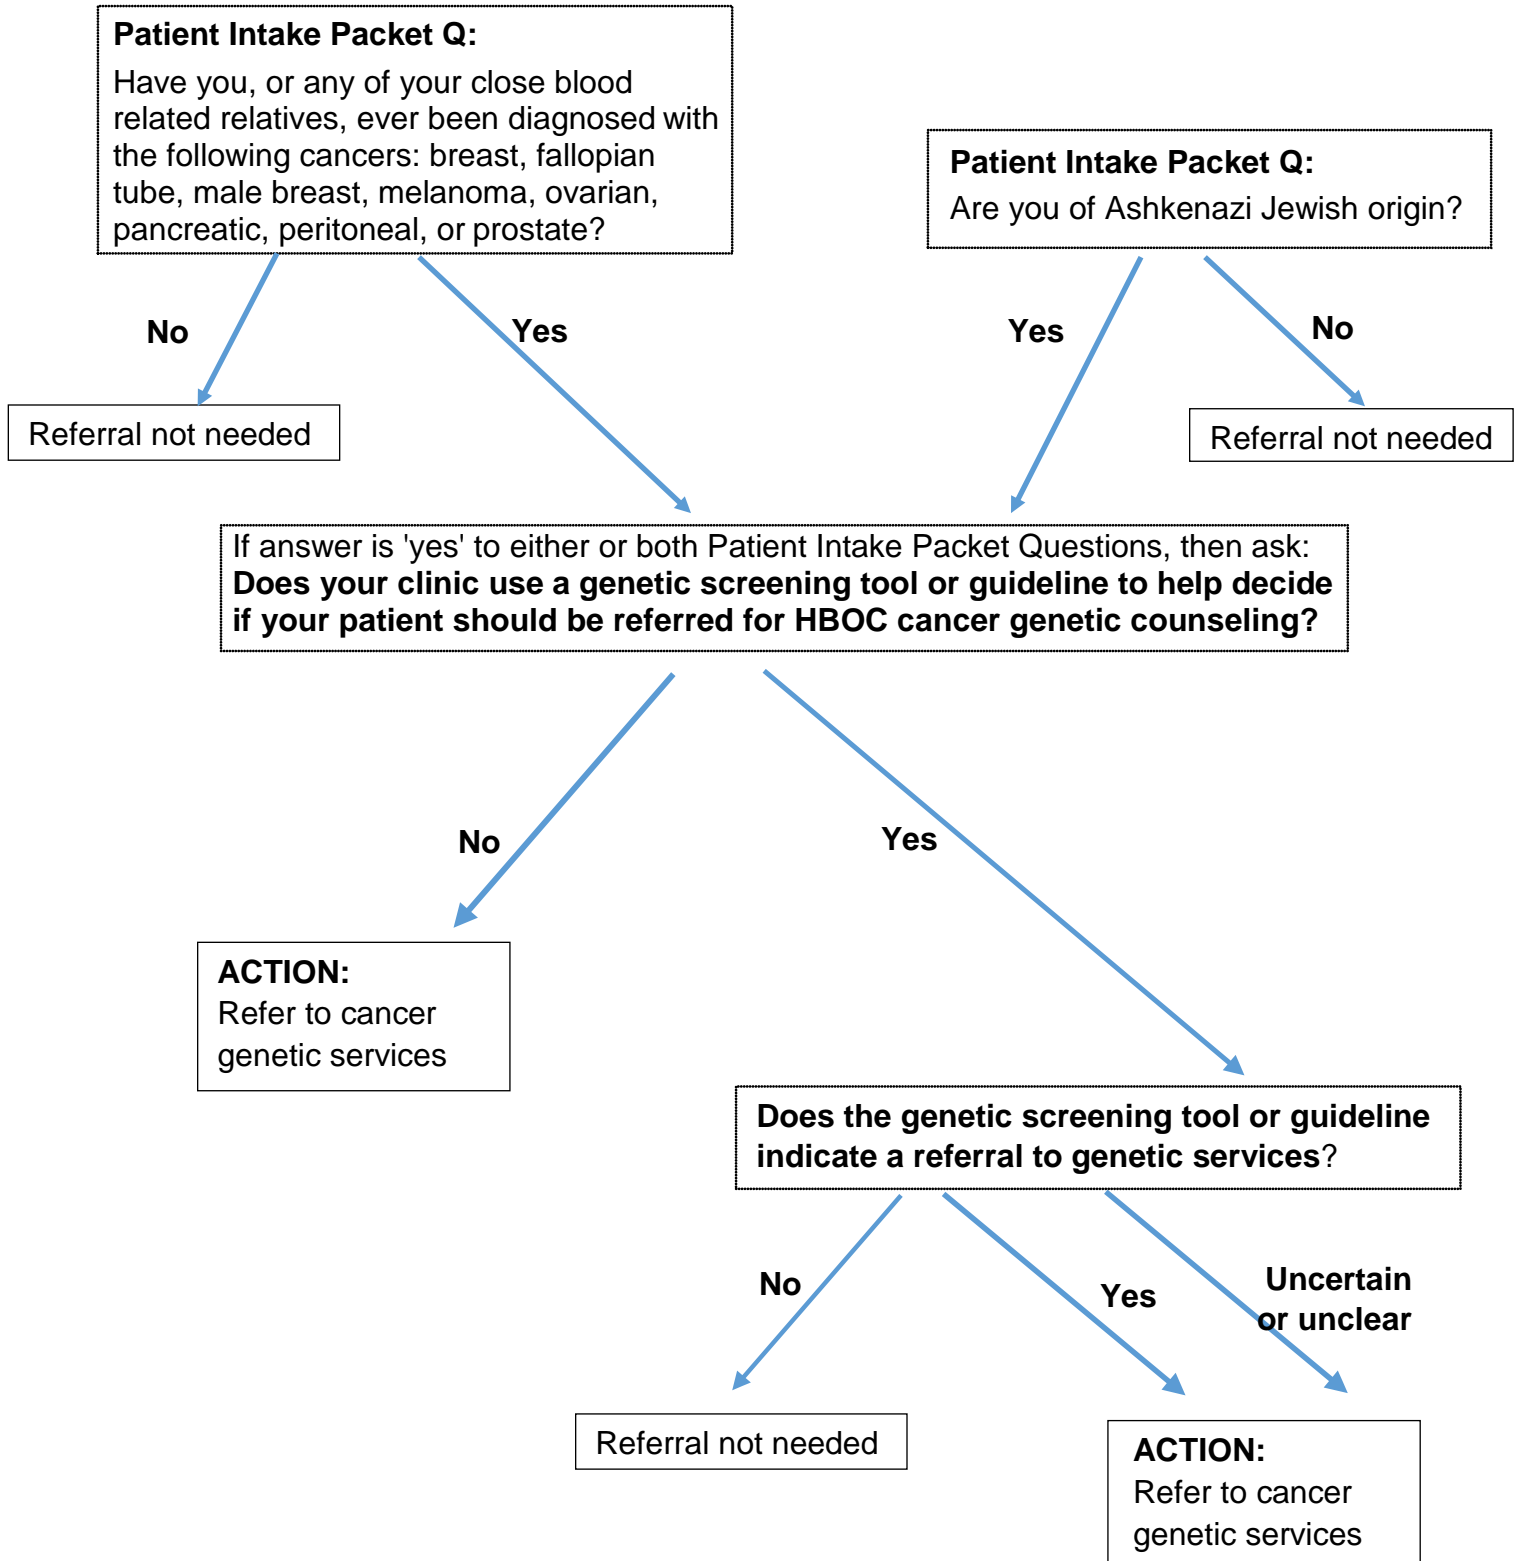 Patient Intake Packet Q:
Have you, or any of your close blood
related relatives, ever been diagnosed with
the following cancers: breast, fallopian
tube, male breast, melanoma, ovarian,
pancreatic, peritoneal, or prostate?
Patient Intake Packet Q:
Are you of Ashkenazi Jewish origin?
No
Yes
Yes
No
Referral not needed
Referral not needed
If answer is 'yes' to either or both Patient Intake Packet Questions, then ask:
Does your clinic use a genetic screening tool or guideline to help decide
if your patient should be referred for HBOC cancer genetic counseling?
No
Yes
ACTION:
Refer to cancer
genetic services
Does the genetic screening tool or guideline
indicate a referral to genetic services?
No
Yes
Uncertain
or unclear
Referral not needed
ACTION:
Refer to cancer
genetic services